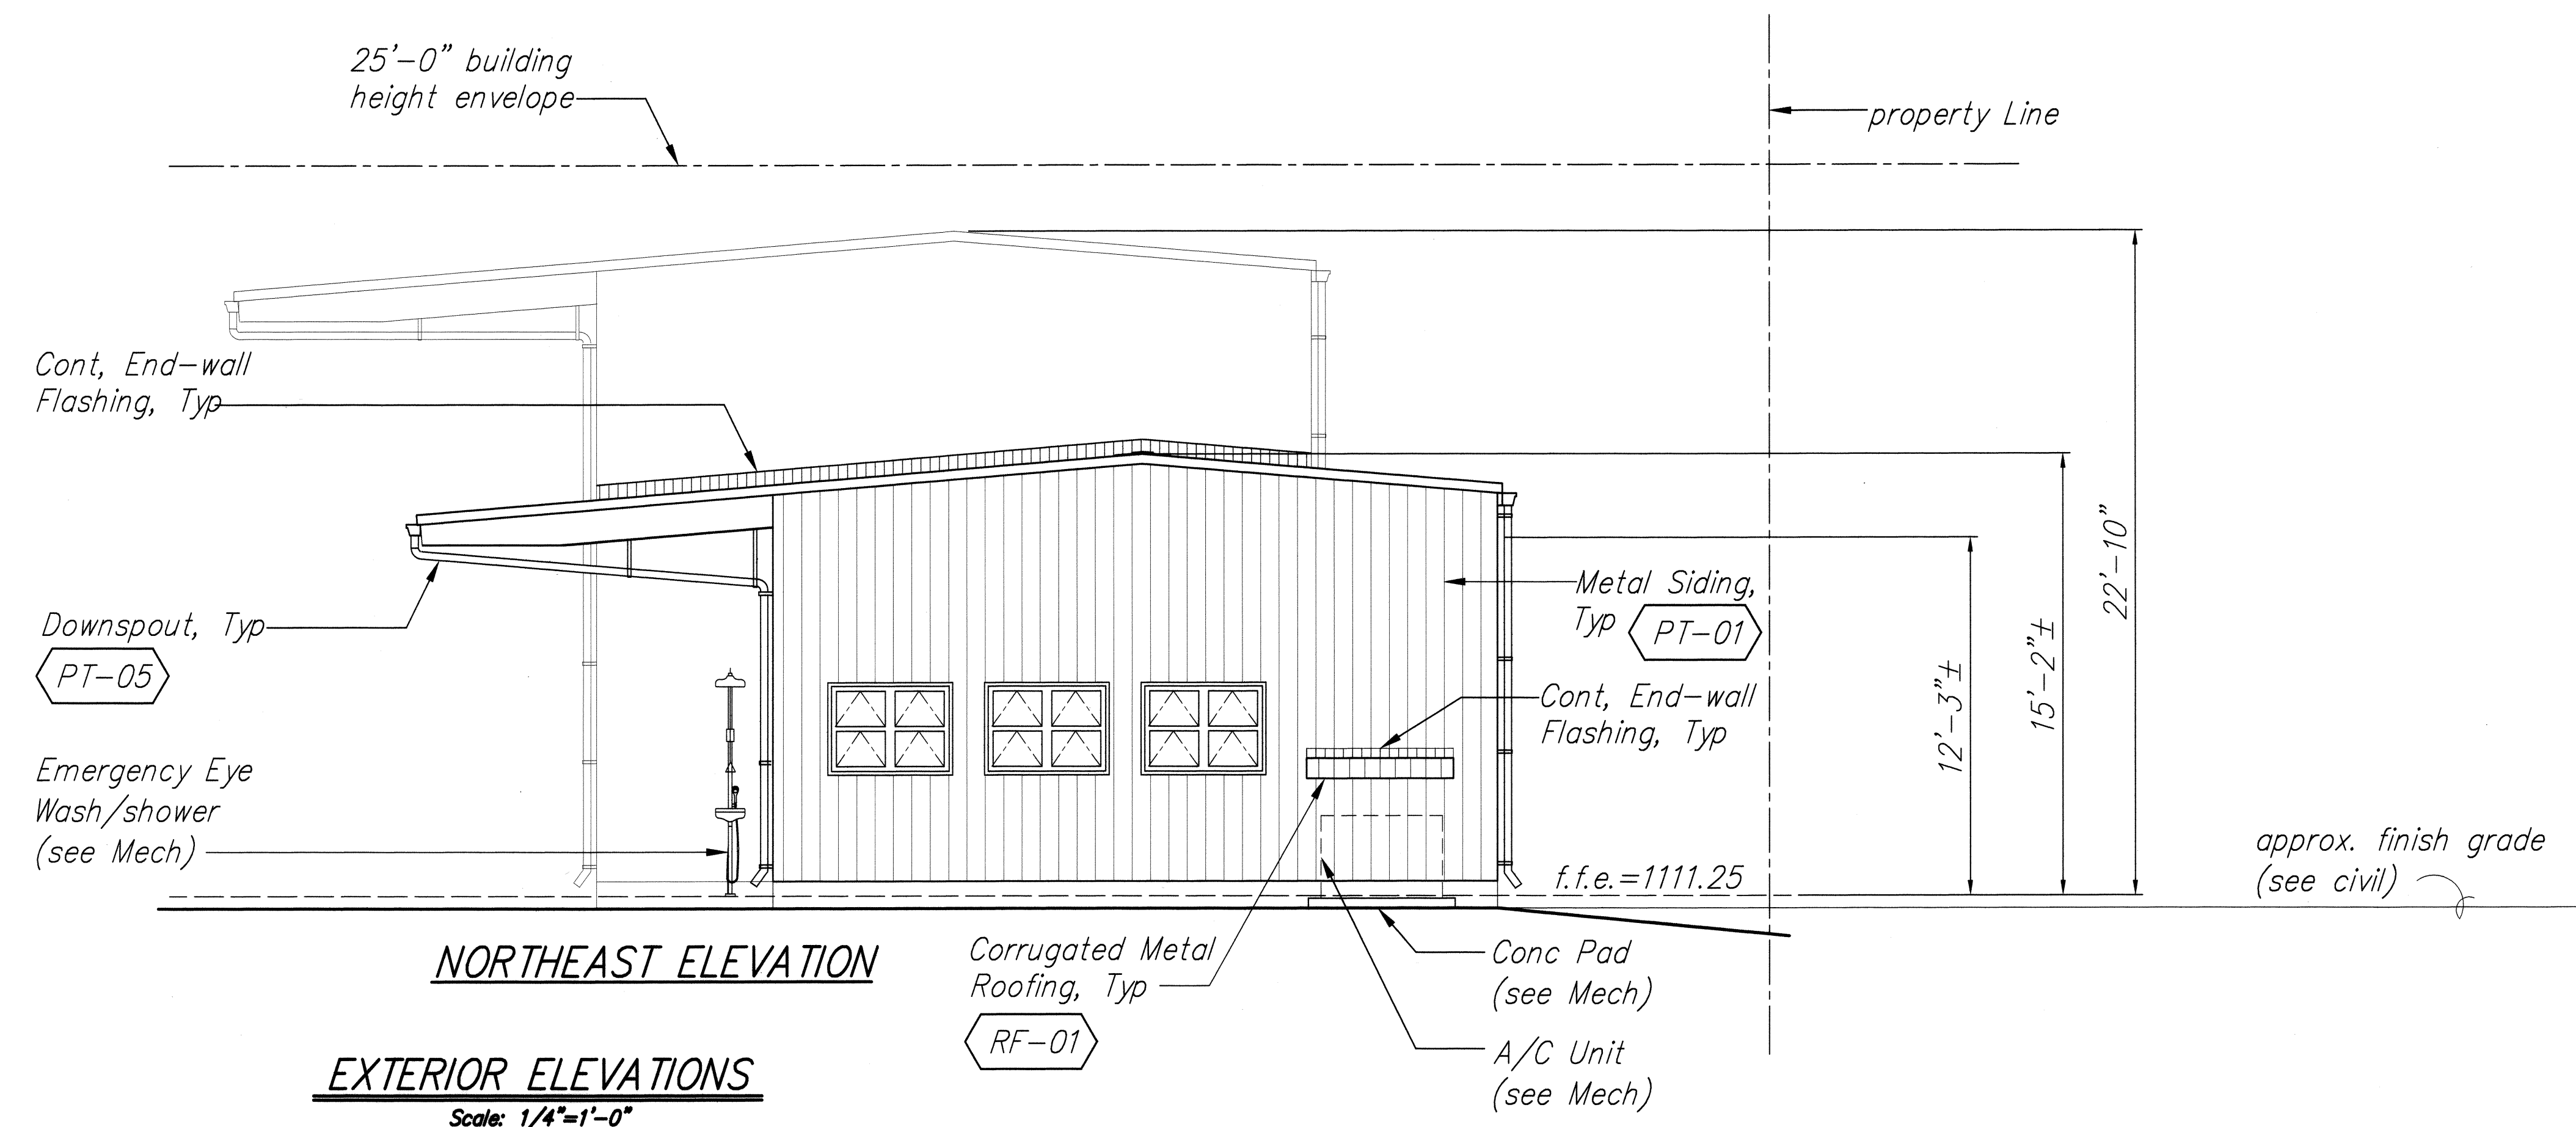 25'-0" building
height envelope
property Line
Cont, End-wall
Flashing, Typ
Downspout, Typ
PT-05
Emergency Eye
Wash/shower
(see Mech)
Metal Siding,
Typ
PT-01
Cont, End-wall
Flashing, Typ
12'-3"±
15'-2"±
22'-10"
f.f.e.=1111.25
approx. finish grade
(see civil)
NORTHEAST ELEVATION
Corrugated Metal
Roofing, Typ
RF-01
Conc Pad
(see Mech)
A/C Unit
(see Mech)
EXTERIOR ELEVATIONS
Scale: 1/4"=1'-0"